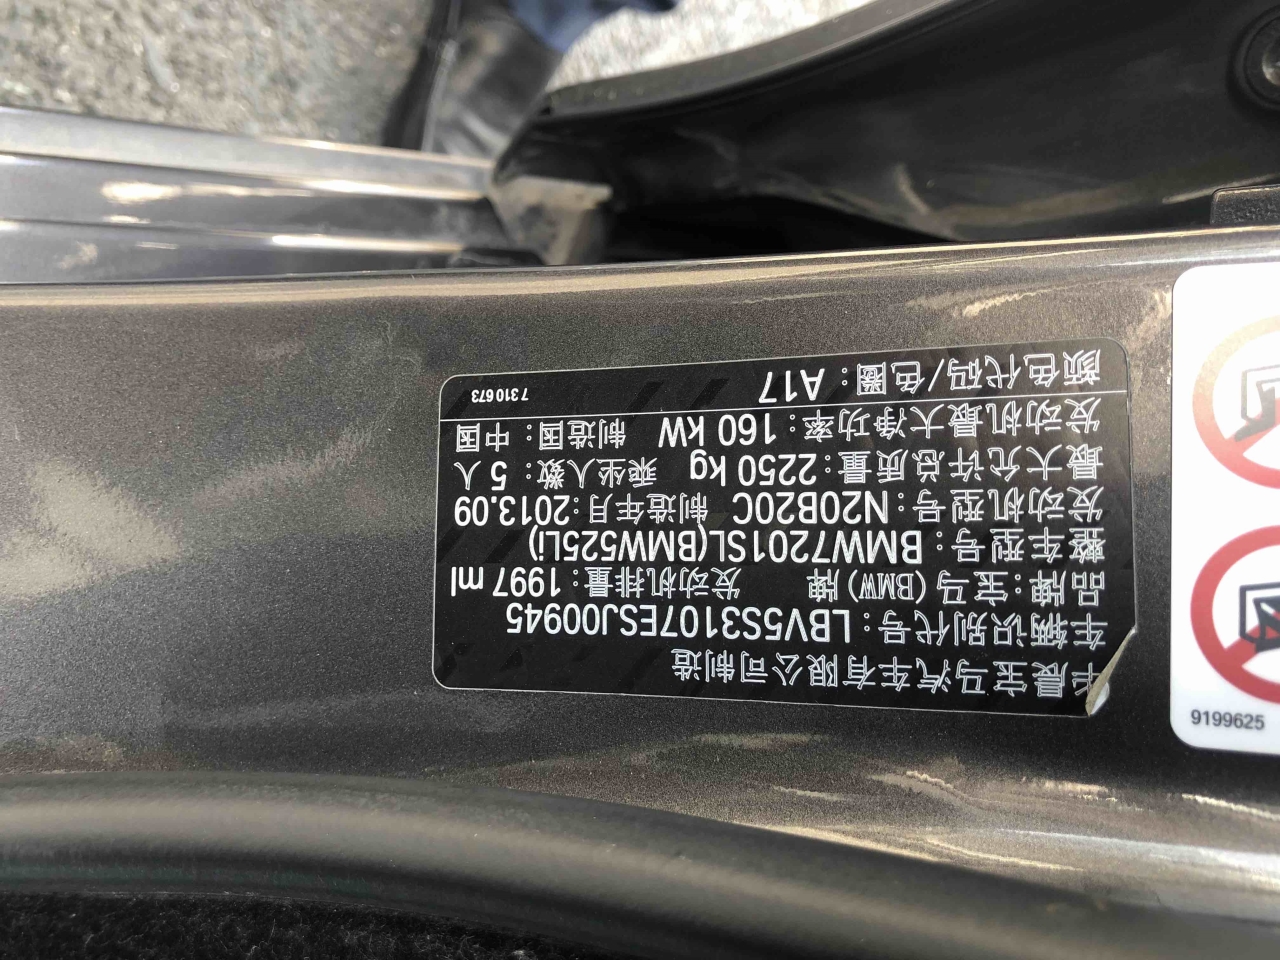 华晨宝马汽车有限公司制造
车辆识别代号：LBV5S3107ESJ00945
品牌：宝马（BMW）牌 发动机排量：1997 ml
整车型号：BMW7201SL(BMW525Li)
发动机型号：N20B20C 制造年月：2013.09
最大允许总质量：2250 kg 乘坐人数：5 人
发动机最大净功率：160 kW 制造国：中国
颜色代码/色圈：A17 7 310 673
9199625